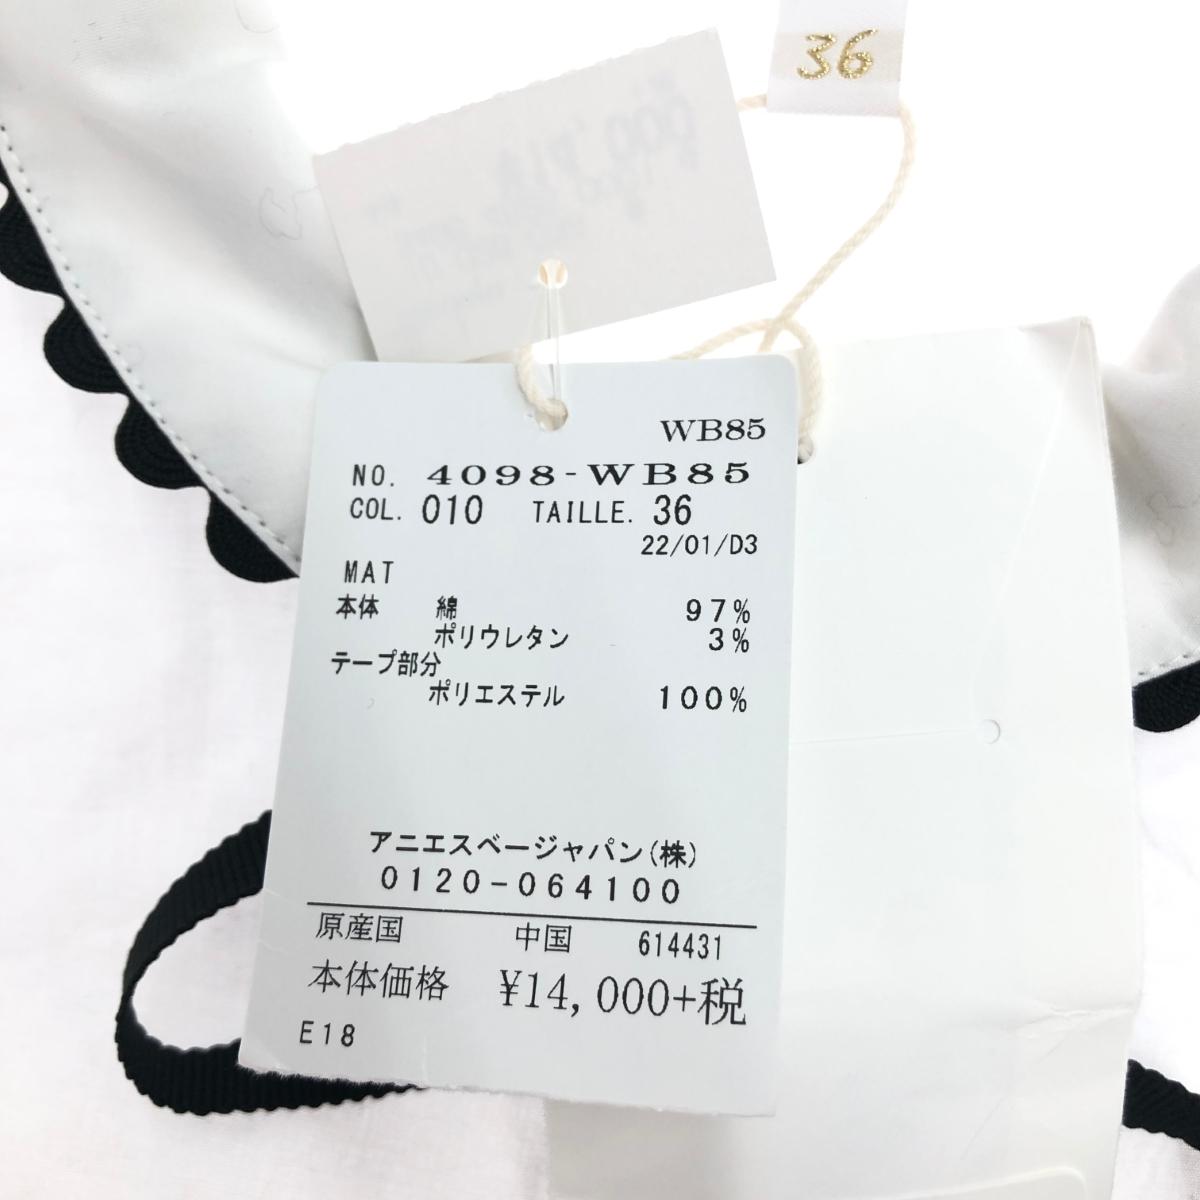 36
WB85
NO. 4098-WB85
COL. 010 TAILLE. 36
22/01/D3
MAT
本体 綿 97%
ポリウレタン 3%
テープ部分
ポリエステル 100%
アニエスベージャパン(株)
0120-064100
原産国 中国 614431
本体価格 ¥14,000+税
E18